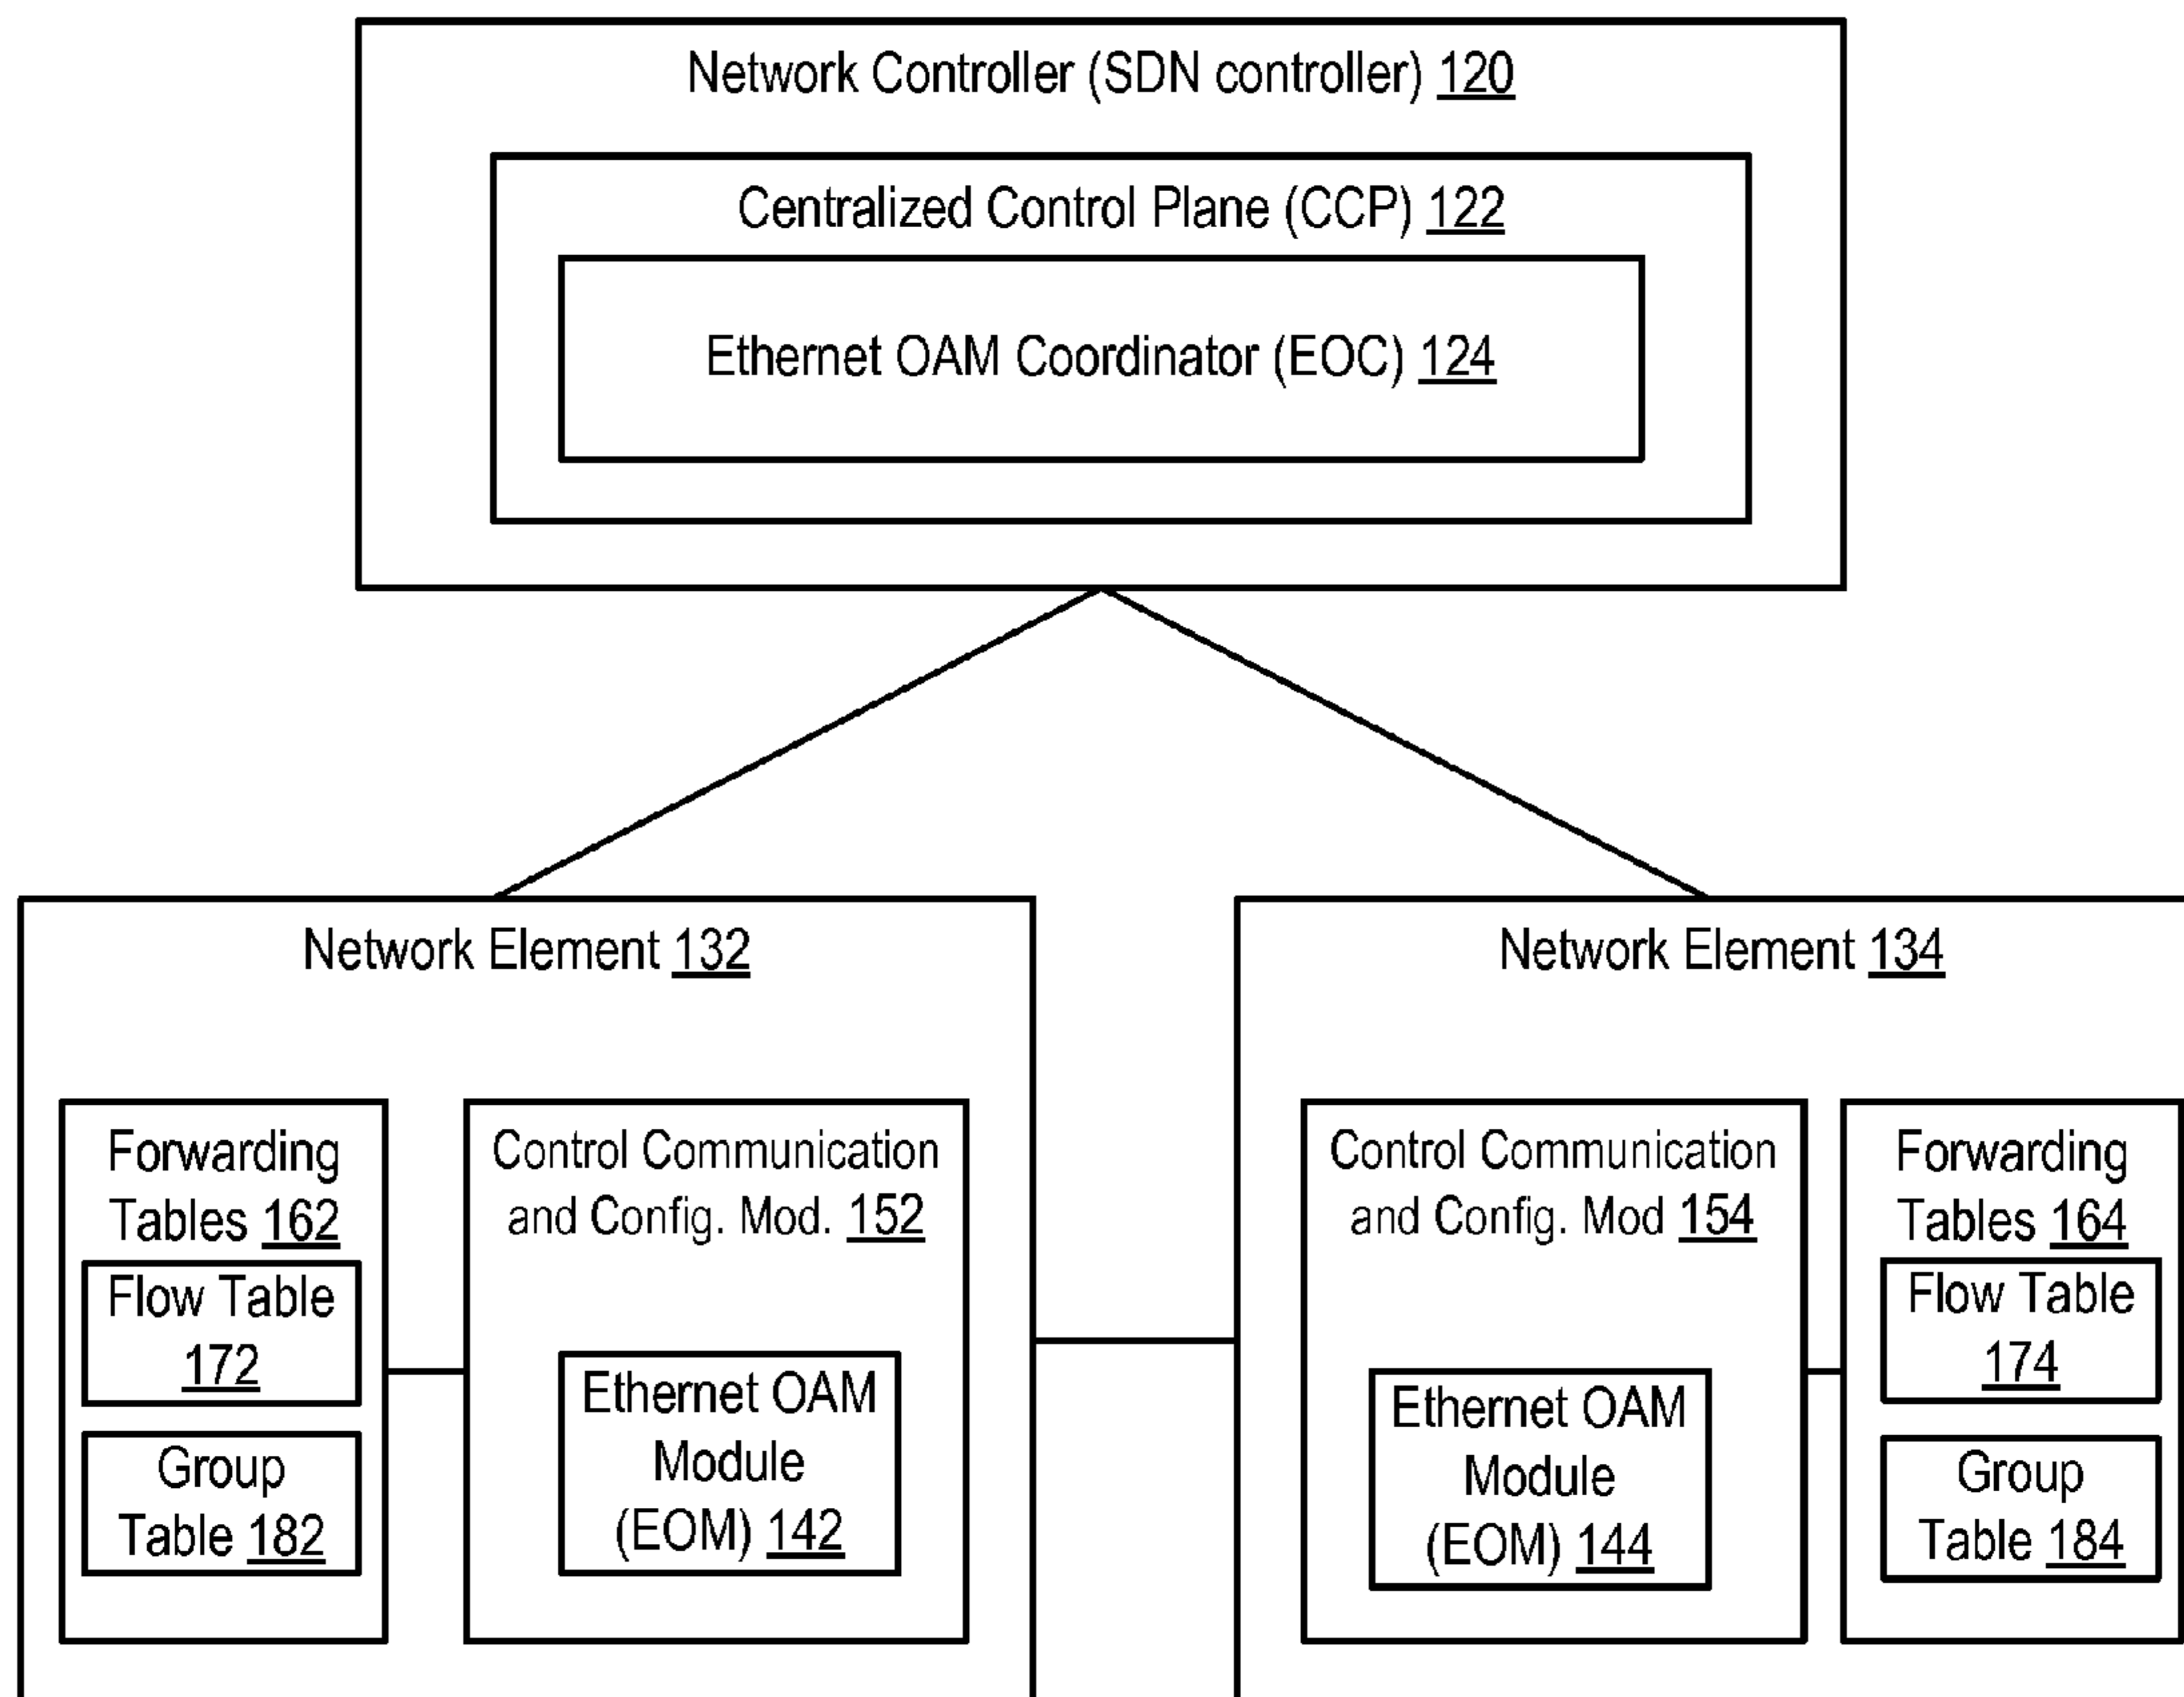 Network Controller (SDN controller) 120
Centralized Control Plane (CCP) 122
Ethernet OAM Coordinator (EOC) 124
Network Element 132
Forwarding
Tables 162
Flow Table
172
Group
Table 182
Control Communication
and Config. Mod. 152
Ethernet OAM
Module
(EOM) 142
Network Element 134
Control Communication
and Config. Mod 154
Ethernet OAM
Module
(EOM) 144
Forwarding
Tables 164
Flow Table
174
Group
Table 184